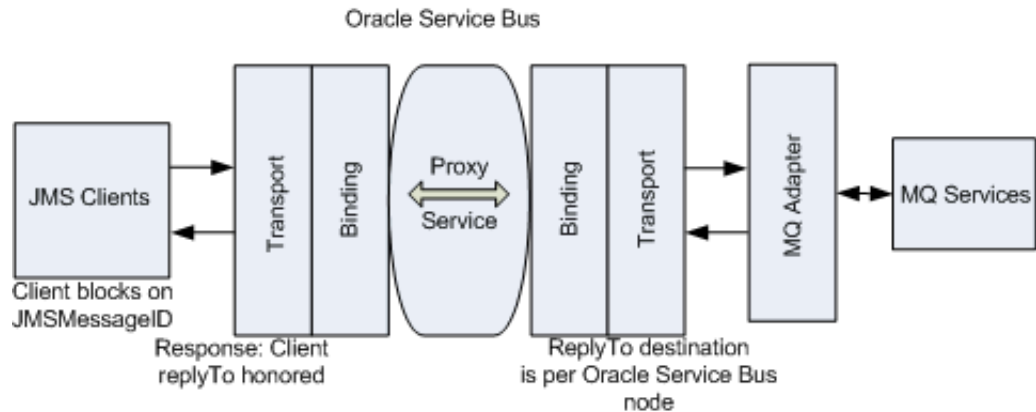 Oracle Service Bus
JMS Clients
Client blocks on
JMSMessageID
Transport
Binding
Response: Client
replyTo honored
Proxy
Service
Binding
Transport
ReplyTo destination
is per Oracle Service Bus
node
MQ Adapter
MQ Services